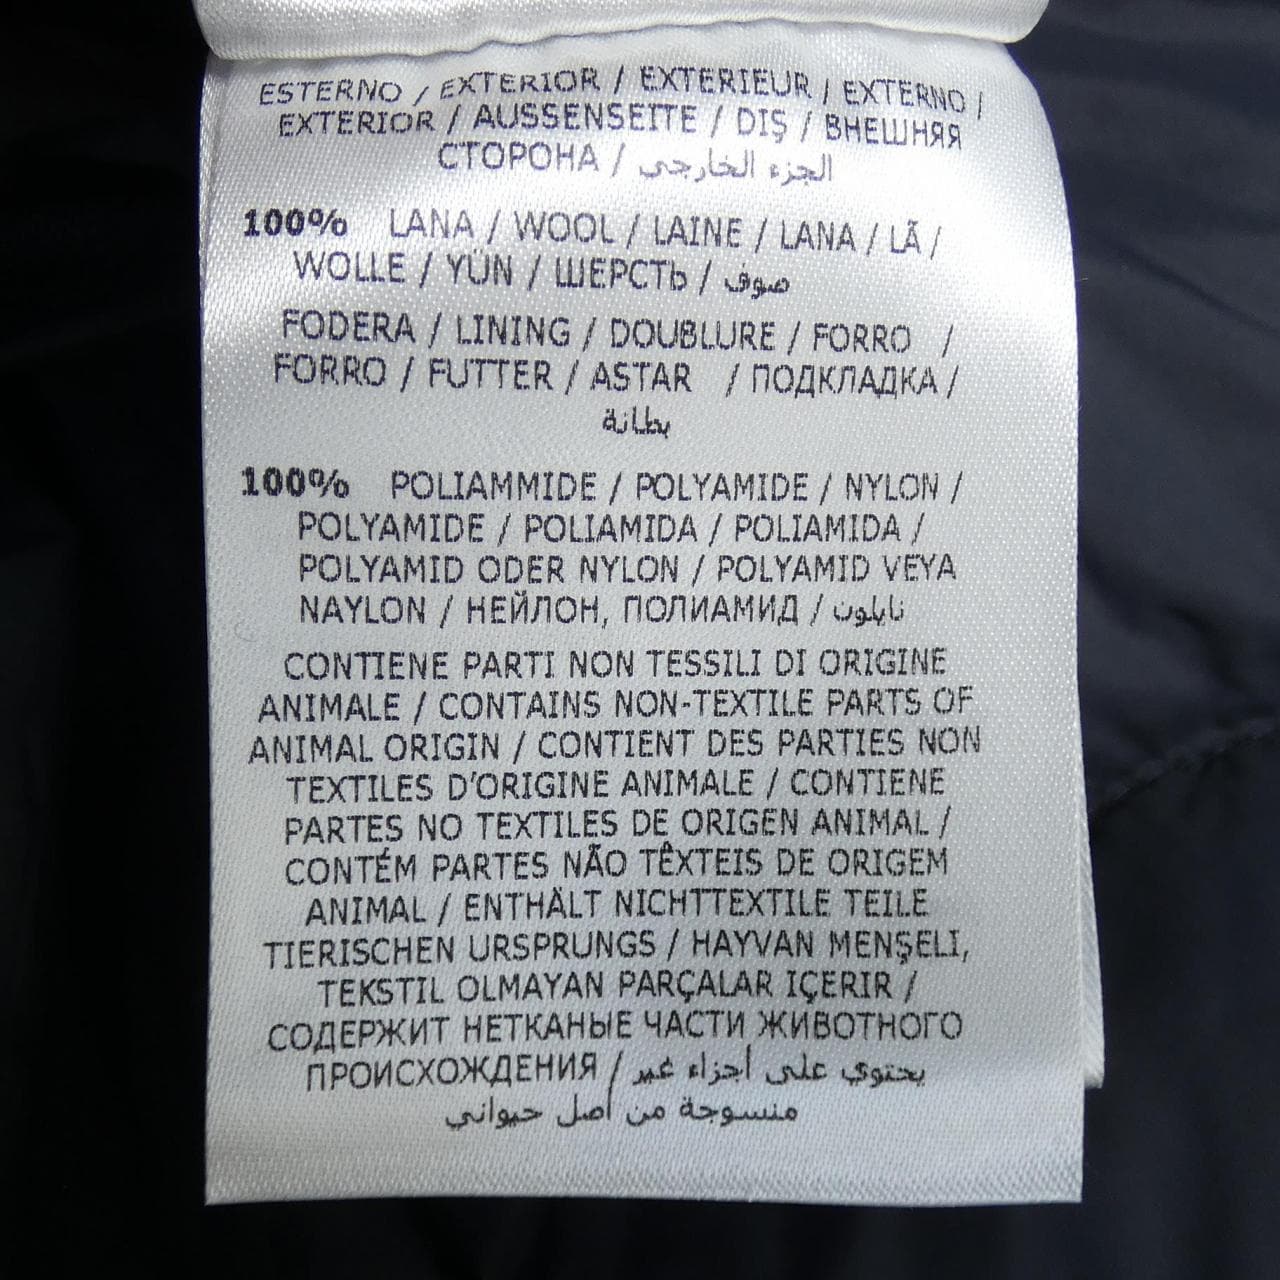 ESTERNO / EXTERIOR / EXTERIEUR / EXTERNO /
EXTERIOR / AUSSENSEITE / DIŞ / ВНЕШНЯЯ
СТОРОНА / الجزء الخارجي
100% LANA / WOOL / LAINE / LANA / LÃ /
WOLLE / YÜN / ШЕРСТЬ / صوف
FODERA / LINING / DOUBLURE / FORRO /
FORRO / FUTTER / ASTAR / ПОДКЛАДКА /
بطانة
100% POLIAMMIDE / POLYAMIDE / NYLON /
POLYAMIDE / POLIAMIDA / POLIAMIDA /
POLYAMID ODER NYLON / POLYAMID VEYA
NAYLON / НЕЙЛОН, ПОЛИАМИД / نايلون
CONTIENE PARTI NON TESSILI DI ORIGINE
ANIMALE / CONTAINS NON-TEXTILE PARTS OF
ANIMAL ORIGIN / CONTIENT DES PARTIES NON
TEXTILES D'ORIGINE ANIMALE / CONTIENE
PARTES NO TEXTILES DE ORIGEN ANIMAL /
CONTÉM PARTES NÃO TÊXTEIS DE ORIGEM
ANIMAL / ENTHÄLT NICHTTEXTILE TEILE
TIERISCHEN URSPRUNGS / HAYVAN MENŞELI,
TEKSTIL OLMAYAN PARÇALAR IÇERIR /
СОДЕРЖИТ НЕТКАНЫЕ ЧАСТИ ЖИВОТНОГО
ПРОИСХОЖДЕНИЯ / يحتوي على أجزاء غير
منسوجة من أصل حيواني